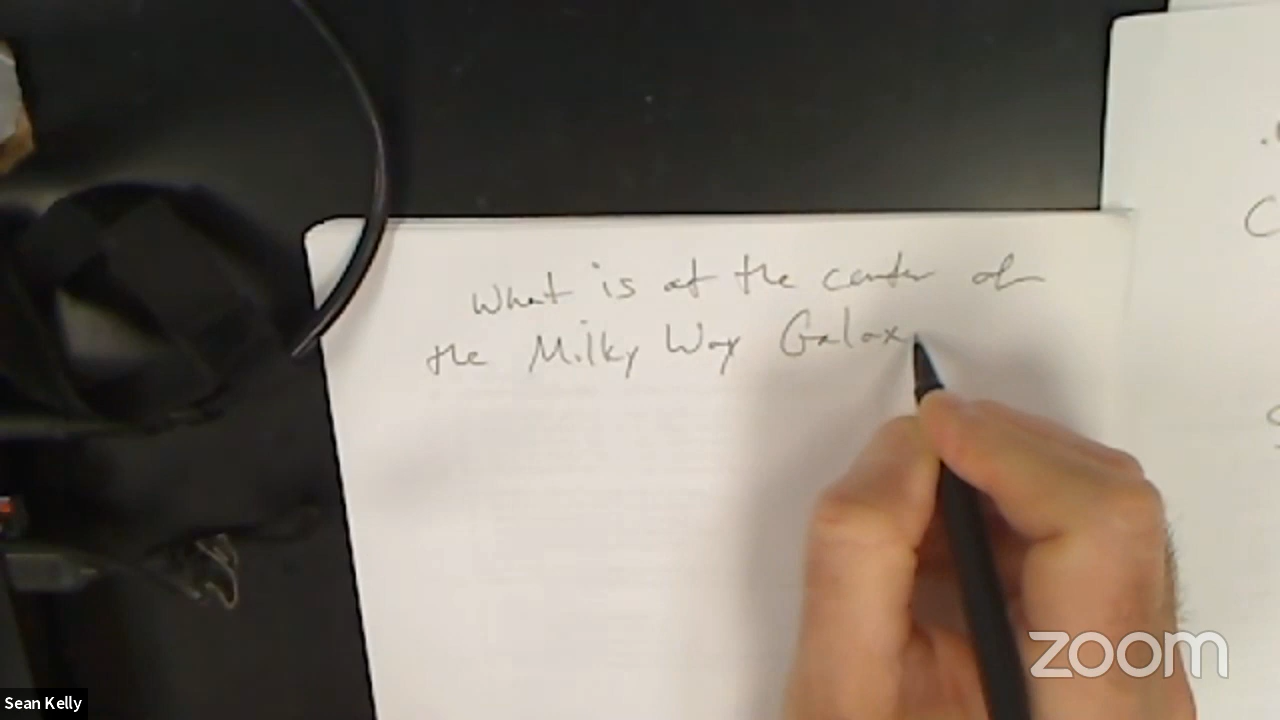 What is at the center of
the Milky Way Galax
C
zoom
Sean Kelly